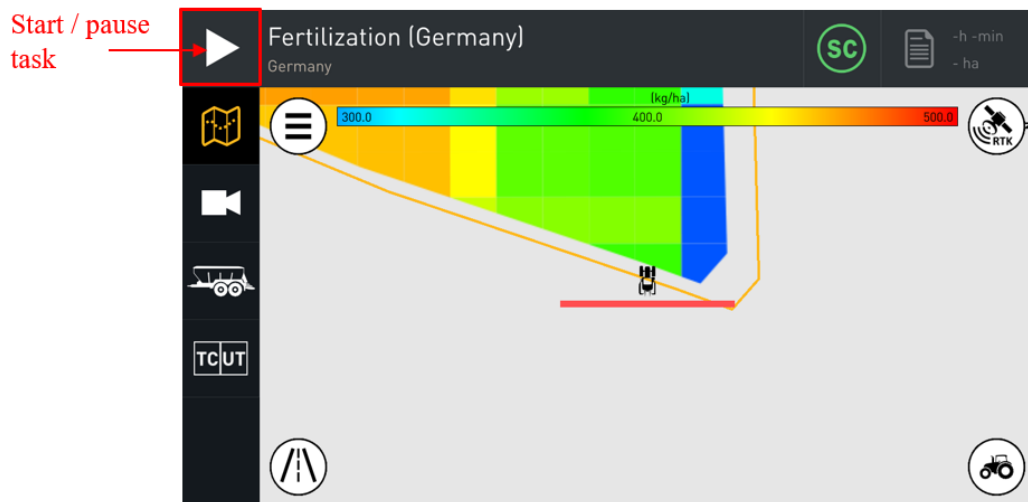 Start / pause
task
Fertilization (Germany)
Germany
SC
-h -min
- ha
(kg/ha)
300.0 400.0 500.0
RTK
TC UT